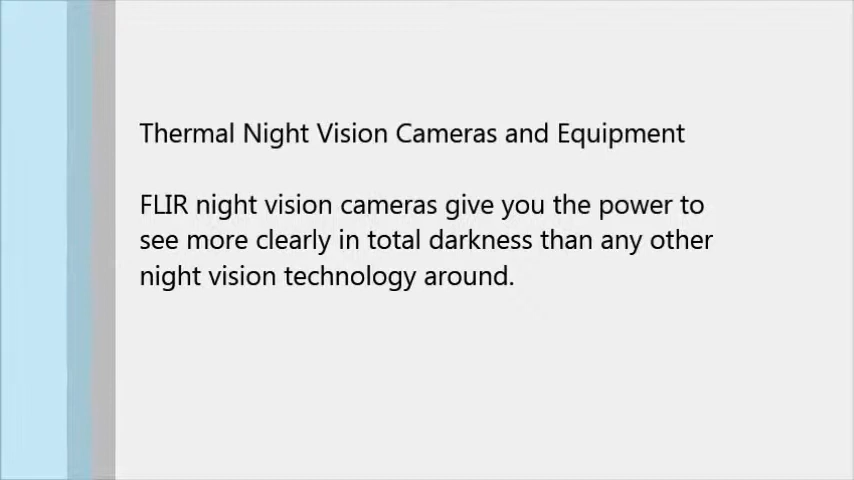 Thermal Night Vision Cameras and Equipment
FLIR night vision cameras give you the power to
see more clearly in total darkness than any other
night vision technology around.